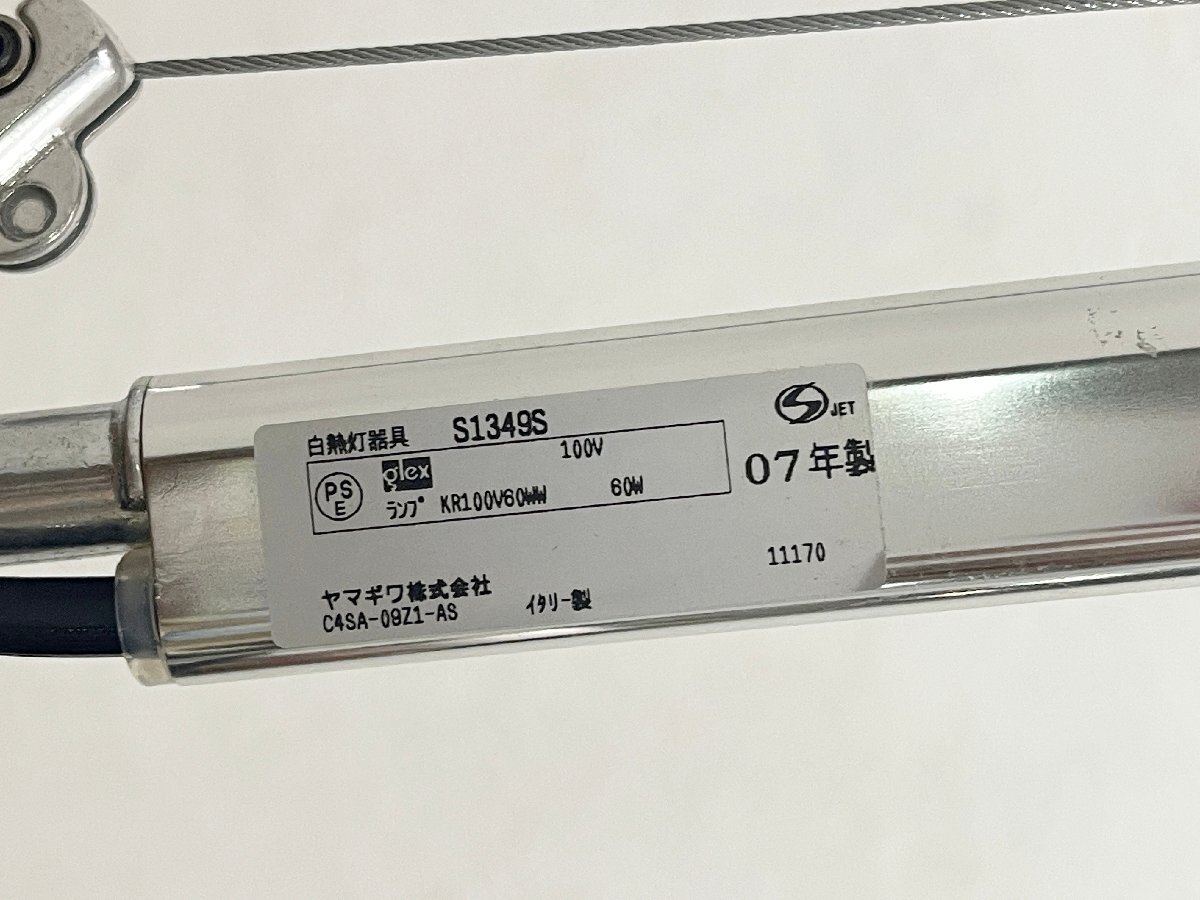 白熱灯器具 S1349S
JET
PS
E
glex
100V
ランプ KR100V60WW 60W
07年製
11170
ヤマギワ株式会社
C4SA-09Z1-AS イタリー製